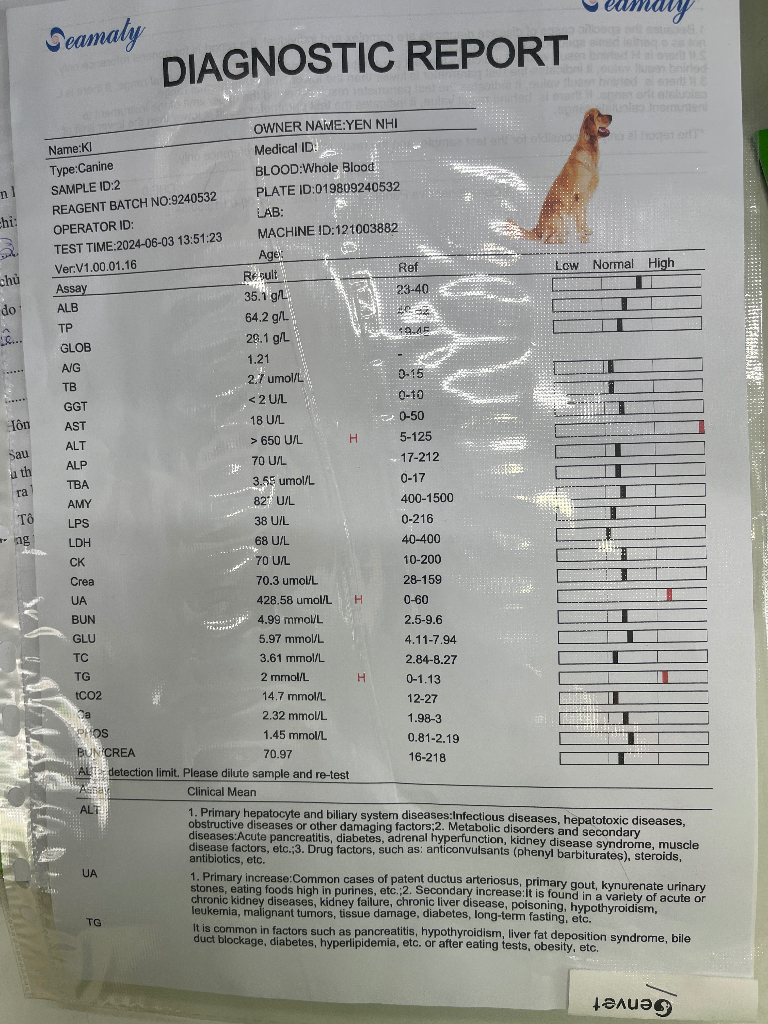 Seamaty
Seamaty
DIAGNOSTIC REPORT
Name:KI
OWNER NAME:YEN NHI
Type:Canine
Medical ID:
SAMPLE ID:2
BLOOD:Whole Blood
REAGENT BATCH NO:9240532
PLATE ID:019809240532
OPERATOR ID:
LAB:
TEST TIME:2024-06-03 13:51:23
MACHINE ID:121003882
Ver:V1.00.01.16
Age:
Assay Result Ref Low Normal High
ALB 35.1 g/L 23-40
TP 64.2 g/L
GLOB 29.1 g/L 19-45
A/G 1.21 -
TB 2.7 umol/L 0-15
GGT < 2 U/L 0-10
AST 18 U/L 0-50
ALT > 650 U/L H 5-125
ALP 70 U/L 17-212
TBA 3.55 umol/L 0-17
AMY U/L 400-1500
LPS 38 U/L 0-216
LDH 68 U/L 40-400
CK 70 U/L 10-200
Crea 70.3 umol/L 28-159
UA 428.58 umol/L H 0-60
BUN 4.99 mmol/L 2.5-9.6
GLU 5.97 mmol/L 4.11-7.94
TC 3.61 mmol/L 2.84-8.27
TG 2 mmol/L H 0-1.13
tCO2 14.7 mmol/L 12-27
Ca 2.32 mmol/L 1.98-3
PHOS 1.45 mmol/L 0.81-2.19
BUN/CREA 70.97 16-218
detection limit. Please dilute sample and re-test
Assay Clinical Mean
ALT 1. Primary hepatocyte and biliary system diseases:Infectious diseases, hepatotoxic diseases,
obstructive diseases or other damaging factors;2. Metabolic disorders and secondary
diseases:Acute pancreatitis, diabetes, adrenal hyperfunction, kidney disease syndrome, muscle
disease factors, etc.;3. Drug factors, such as: anticonvulsants (phenyl barbiturates), steroids,
antibiotics, etc.
UA 1. Primary increase:Common cases of patent ductus arteriosus, primary gout, kynurenate urinary
stones, eating foods high in purines, etc.;2. Secondary increase:It is found in a variety of acute or
chronic kidney diseases, kidney failure, chronic liver disease, poisoning, hypothyroidism,
leukemia, malignant tumors, tissue damage, diabetes, long-term fasting, etc.
TG It is common in factors such as pancreatitis, hypothyroidism, liver fat deposition syndrome, bile
duct blockage, diabetes, hyperlipidemia, etc. or after eating tests, obesity, etc.
Genvet